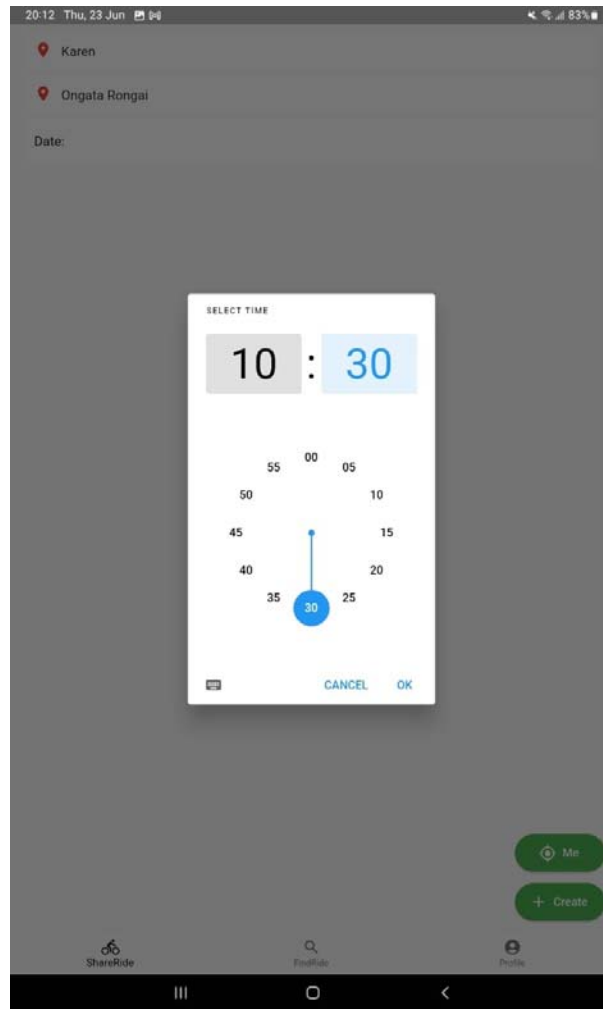 20:12 Thu, 23 Jun 83%
Karen
Ongata Rongai
Date:
SELECT TIME
10 : 30
00
55 05
50 10
45 15
40 20
35 25
30
CANCEL OK
Me
+ Create
ShareRide FindRide Profile